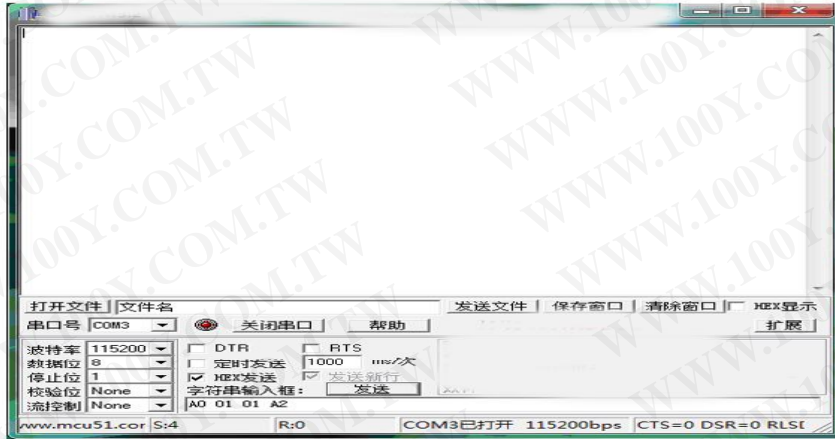 WWW.100Y.COM.TW
打开文件 文件名 发送文件 保存窗口 清除窗口 HEX显示
串口号 COM3 关闭串口 帮助 扩展
波特率 115200 DTR RTS
数据位 8 定时发送 1000 ms/次
停止位 1 HEX发送 发送新行
校验位 None 字符串输入框: 发送
流控制 None A0 01 01 A2
www.mcu51.cor S:4 R:0 COM3已打开 115200bps CTS=0 DSR=0 RLSI